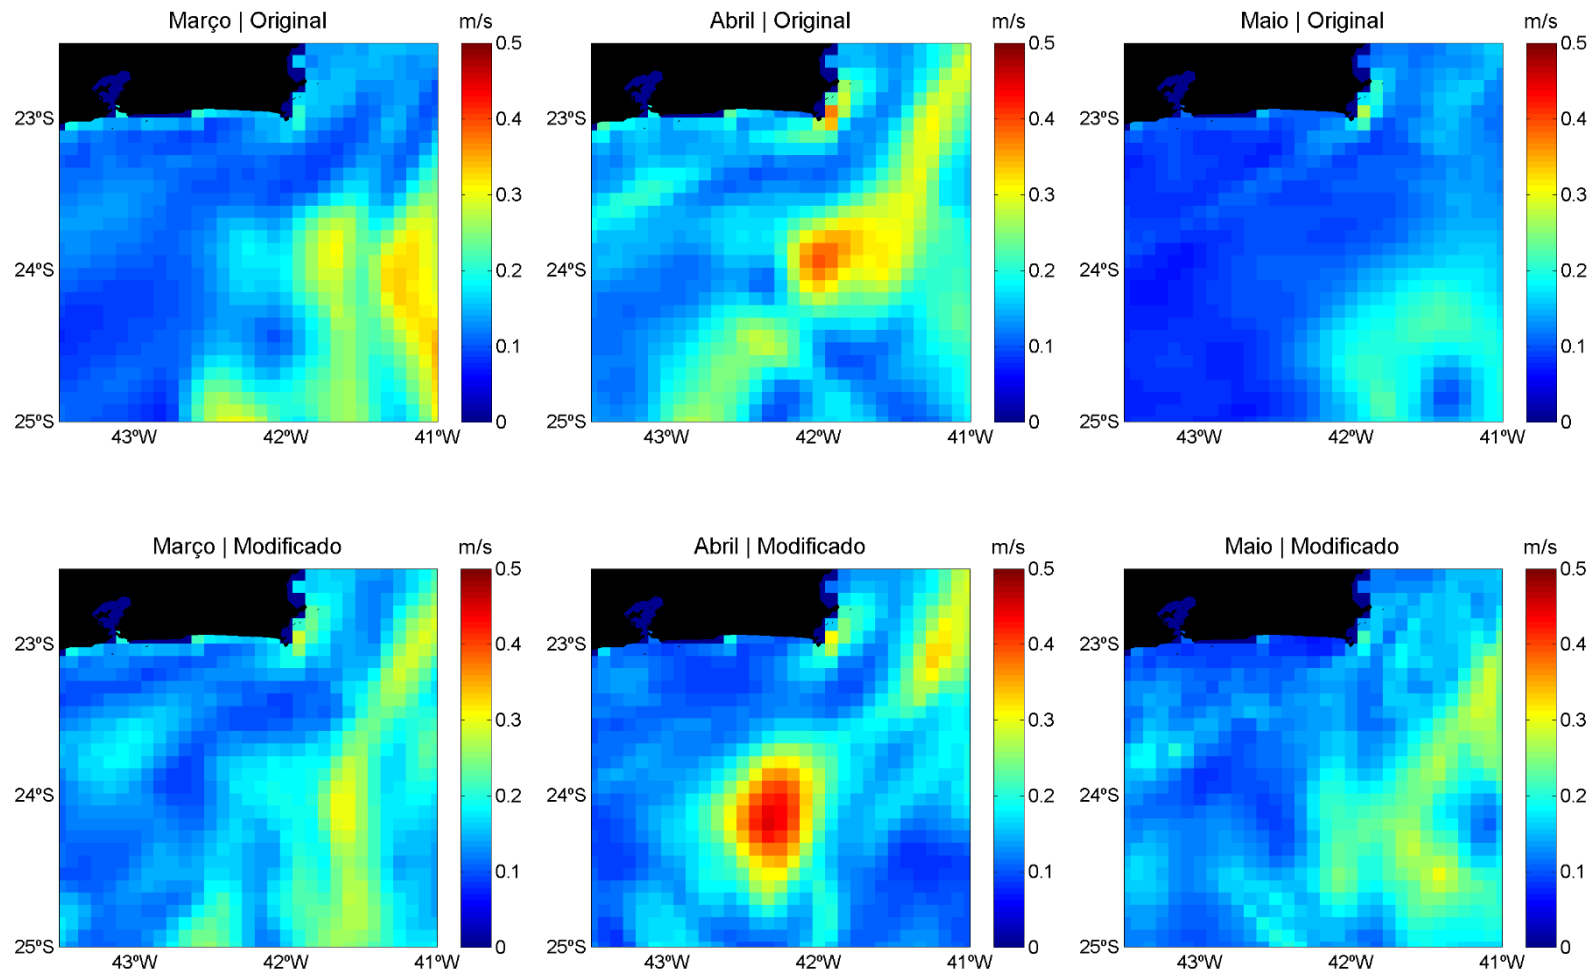 Março | Original
m/s
0.5
0.4
0.3
0.2
0.1
0
23ºS
24ºS
25ºS
43ºW
42ºW
41ºW
Abril | Original
m/s
0.5
0.4
0.3
0.2
0.1
0
23ºS
24ºS
25ºS
43ºW
42ºW
41ºW
Maio | Original
m/s
0.5
0.4
0.3
0.2
0.1
0
23ºS
24ºS
25ºS
43ºW
42ºW
41ºW
Março | Modificado
m/s
0.5
0.4
0.3
0.2
0.1
0
23ºS
24ºS
25ºS
43ºW
42ºW
41ºW
Abril | Modificado
m/s
0.5
0.4
0.3
0.2
0.1
0
23ºS
24ºS
25ºS
43ºW
42ºW
41ºW
Maio | Modificado
m/s
0.5
0.4
0.3
0.2
0.1
0
23ºS
24ºS
25ºS
43ºW
42ºW
41ºW